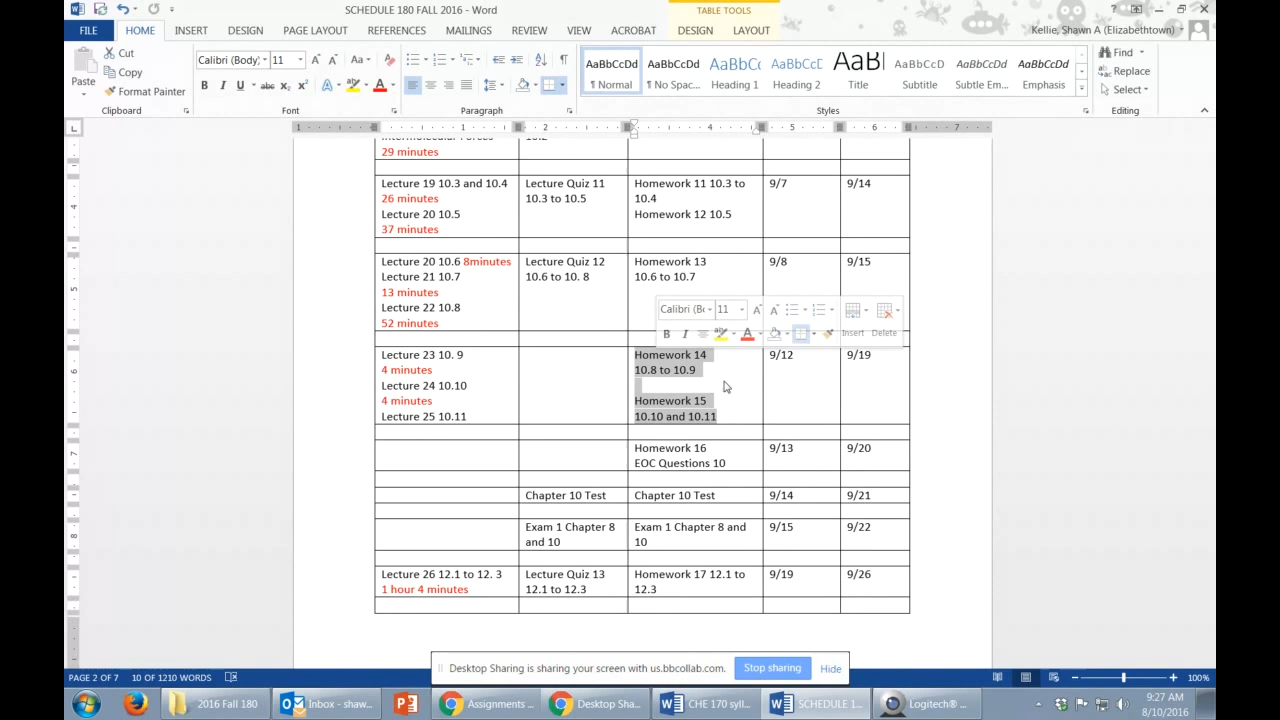 SCHEDULE 180 FALL 2016 - Word
TABLE TOOLS
FILE
HOME
INSERT
DESIGN
PAGE LAYOUT
REFERENCES
MAILINGS
REVIEW
VIEW
ACROBAT
DESIGN
LAYOUT
Kellie, Shawn A (Elizabethtown)
Paste
Cut
Copy
Format Painter
Calibri (Body)
11
AaBbCcDd
AaBbCcDd
AaBbCc
AaBbCcD
AaBl
AaBbCcD
AaBbCcDd
AaBbCcDd
¶ Normal
¶ No Spac...
Heading 1
Heading 2
Title
Subtitle
Subtle Em...
Emphasis
Find
Replace
Select
Clipboard
Font
Paragraph
Styles
Editing
29 minutes
Lecture 19 10.3 and 10.4
26 minutes
Lecture 20 10.5
37 minutes
Lecture Quiz 11
10.3 to 10.5
Homework 11 10.3 to
10.4
Homework 12 10.5
9/7
9/14
Lecture 20 10.6 8minutes
Lecture 21 10.7
13 minutes
Lecture 22 10.8
52 minutes
Lecture Quiz 12
10.6 to 10. 8
Homework 13
10.6 to 10.7
9/8
9/15
Calibri (Bo
11
Insert
Delete
Lecture 23 10. 9
4 minutes
Lecture 24 10.10
4 minutes
Lecture 25 10.11
Homework 14
10.8 to 10.9
Homework 15
10.10 and 10.11
9/12
9/19
Homework 16
EOC Questions 10
9/13
9/20
Chapter 10 Test
Chapter 10 Test
9/14
9/21
Exam 1 Chapter 8
and 10
Exam 1 Chapter 8 and
10
9/15
9/22
Lecture 26 12.1 to 12. 3
1 hour 4 minutes
Lecture Quiz 13
12.1 to 12.3
Homework 17 12.1 to
12.3
9/19
9/26
Desktop Sharing is sharing your screen with us.bbcollab.com.
Stop sharing
Hide
PAGE 2 OF 7
10 OF 1210 WORDS
100%
2016 Fall 180
Inbox - shaw...
Assignments ...
Desktop Sha...
CHE 170 syll...
SCHEDULE 1...
Logitech® ...
9:27 AM
8/10/2016